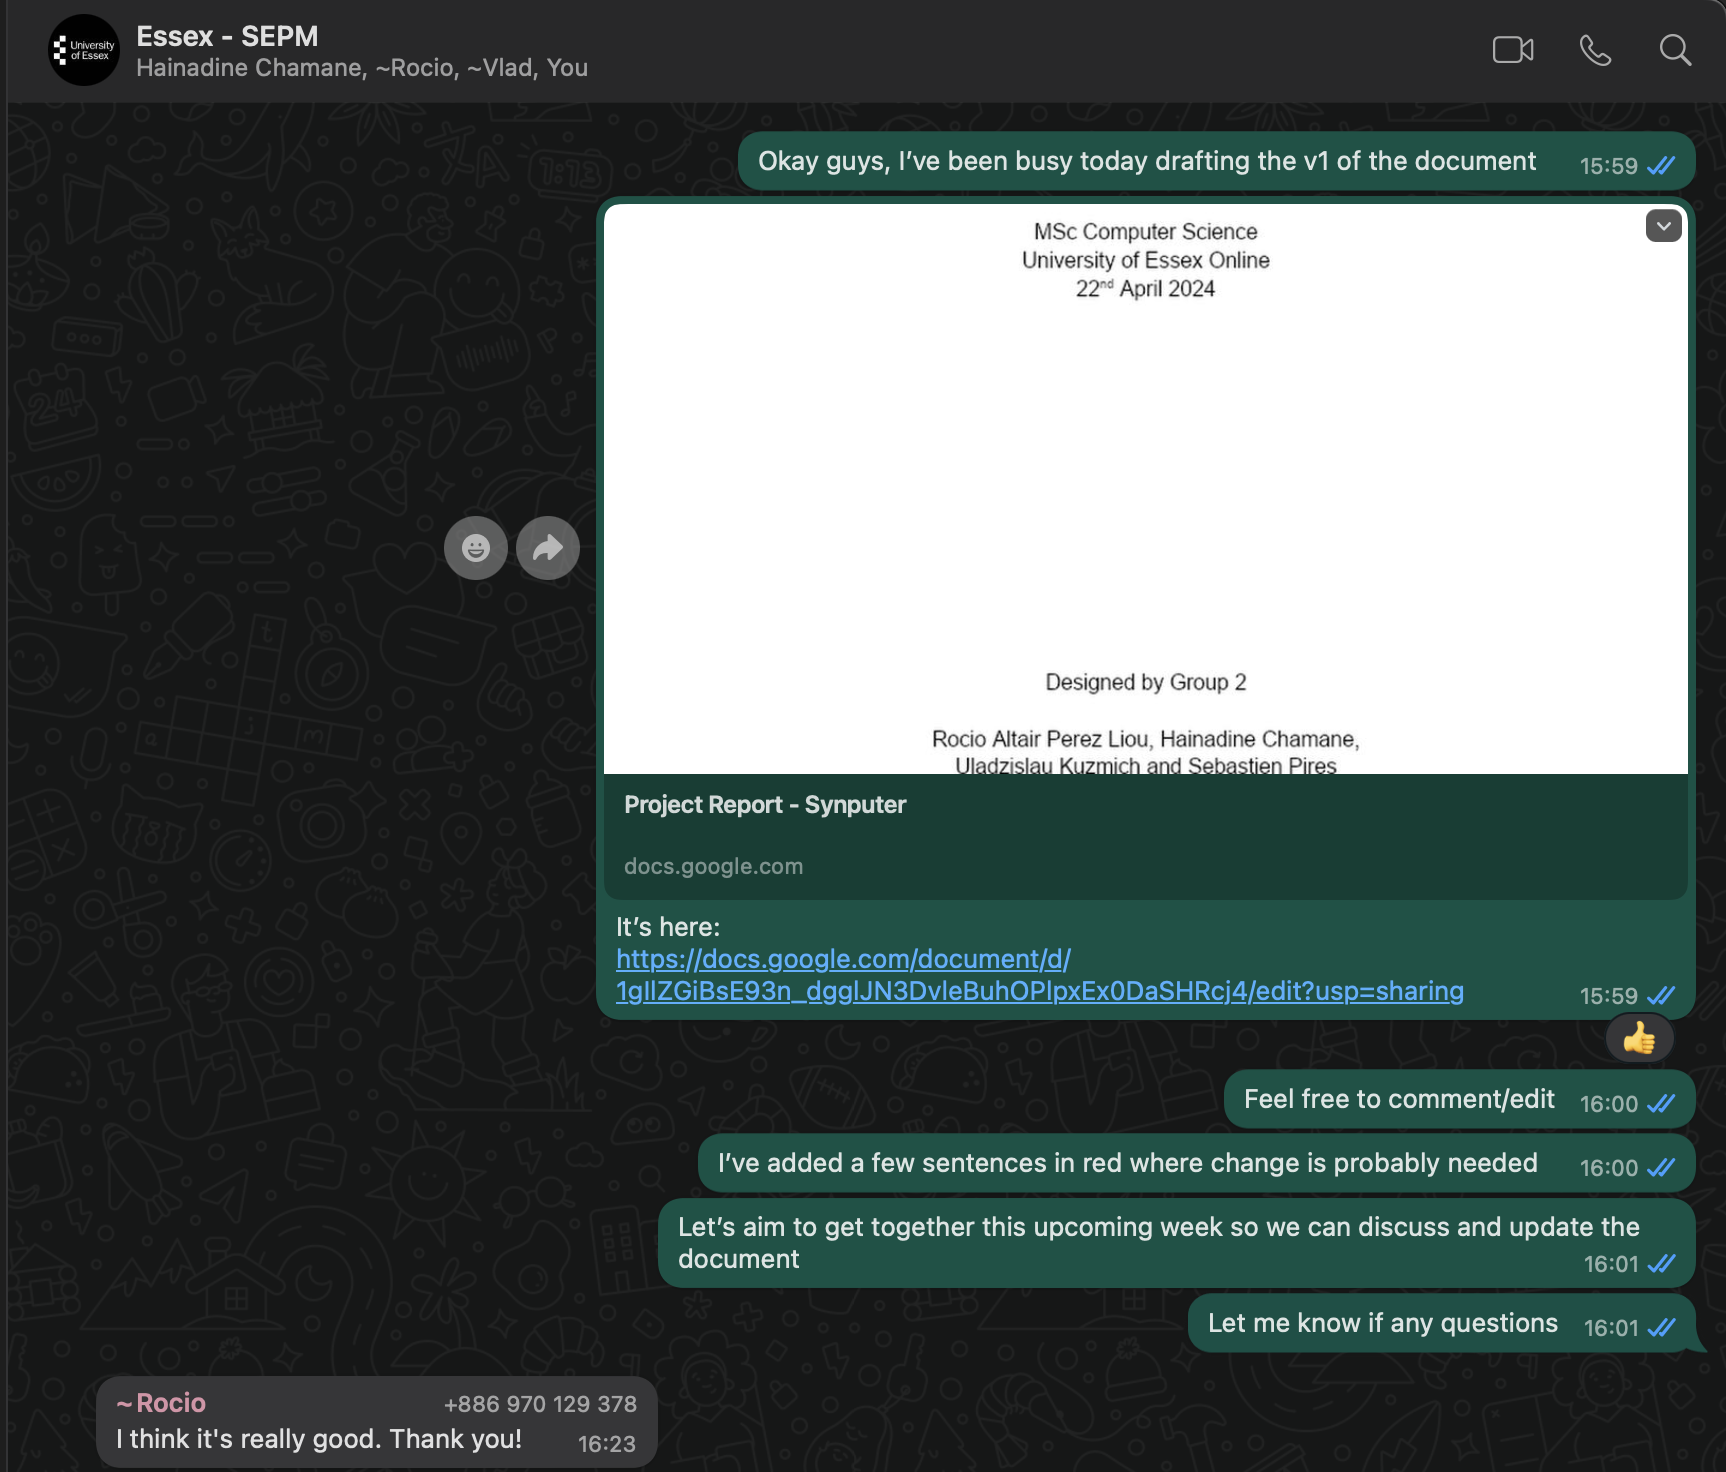 University
of Essex
Essex - SEPM
Hainadine Chamane, ~Rocio, ~Vlad, You
Okay guys, I've been busy today drafting the v1 of the document 15:59
MSc Computer Science
University of Essex Online
22nd April 2024
Designed by Group 2
Rocio Altair Perez Liou, Hainadine Chamane,
Uladzislau Kuzmich and Sebastien Pires
Project Report - Synputer
docs.google.com
It's here:
https://docs.google.com/document/d/
1gIlZGiBsE93n_dgglJN3DvleBuhOPlpxEx0DaSHRcj4/edit?usp=sharing 15:59
Feel free to comment/edit 16:00
I've added a few sentences in red where change is probably needed 16:00
Let's aim to get together this upcoming week so we can discuss and update the
document 16:01
Let me know if any questions 16:01
~Rocio +886 970 129 378
I think it's really good. Thank you! 16:23